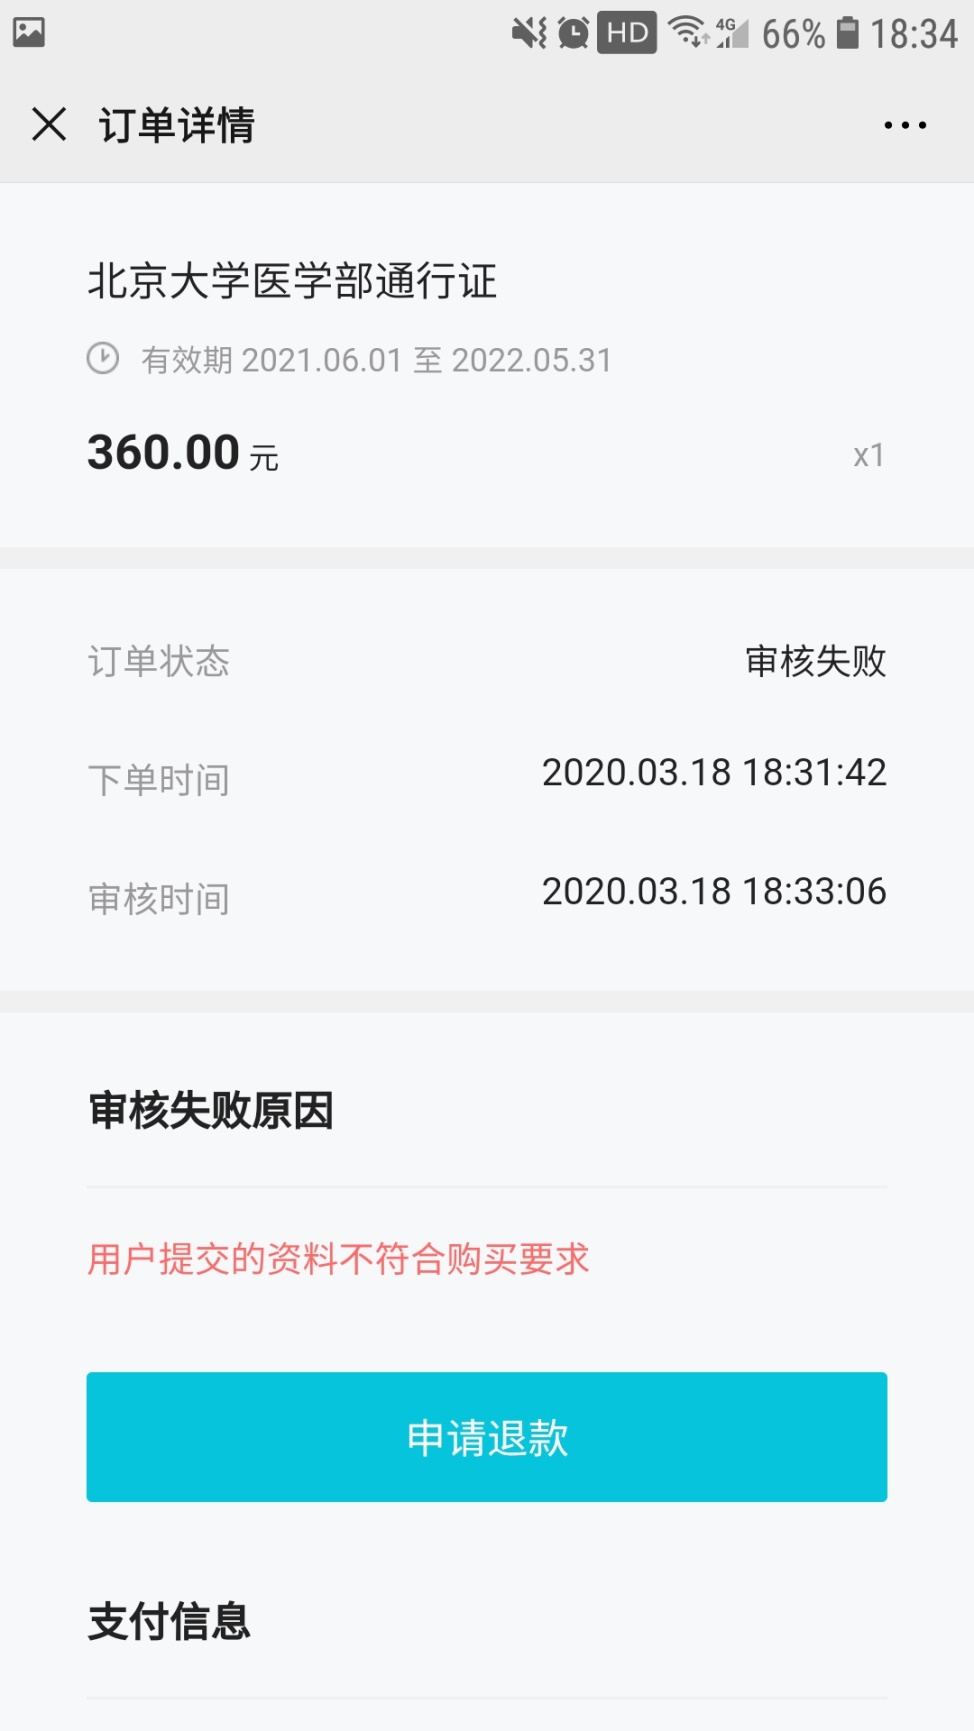 HD 4G 66% 18:34
订单详情
北京大学医学部通行证
有效期 2021.06.01 至 2022.05.31
360.00 元 x1
订单状态 审核失败
下单时间 2020.03.18 18:31:42
审核时间 2020.03.18 18:33:06
审核失败原因
用户提交的资料不符合购买要求
申请退款
支付信息